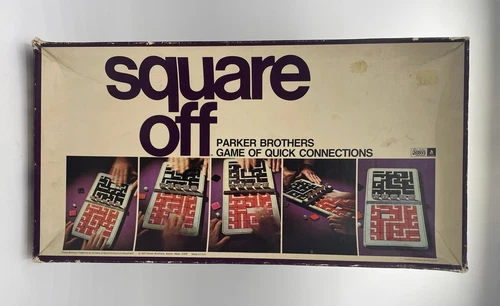 square
off
PARKER BROTHERS
GAME OF QUICK CONNECTIONS